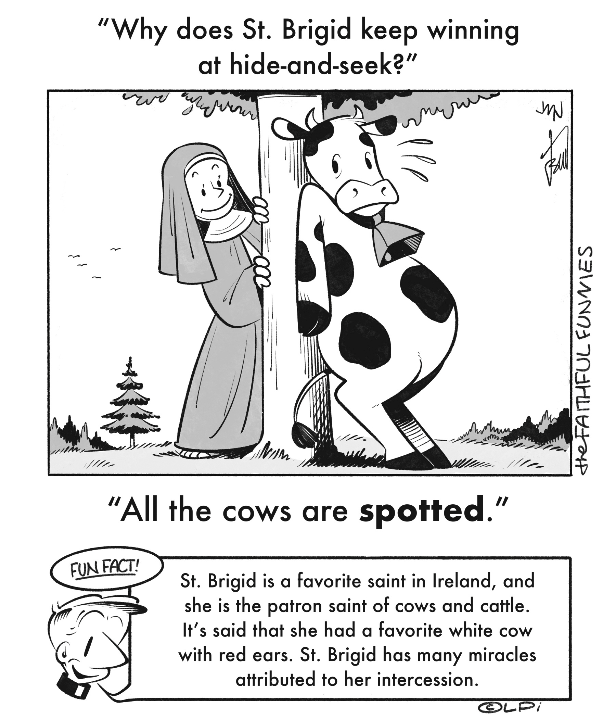 “Why does St. Brigid keep winning
at hide-and-seek?”
the FAITHFUL FUNNIES
“All the cows are spotted.”
FUN FACT!
St. Brigid is a favorite saint in Ireland, and
she is the patron saint of cows and cattle.
It’s said that she had a favorite white cow
with red ears. St. Brigid has many miracles
attributed to her intercession.
©LPi